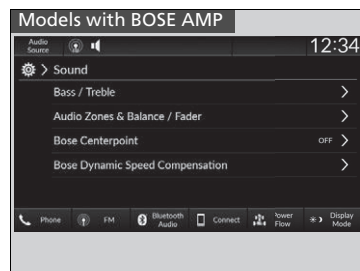 Models with BOSE AMP
Audio Source
12:34
> Sound
Bass / Treble >
Audio Zones & Balance / Fader >
Bose Centerpoint OFF >
Bose Dynamic Speed Compensation >
Phone FM Bluetooth Audio Connect Power Flow Display Mode